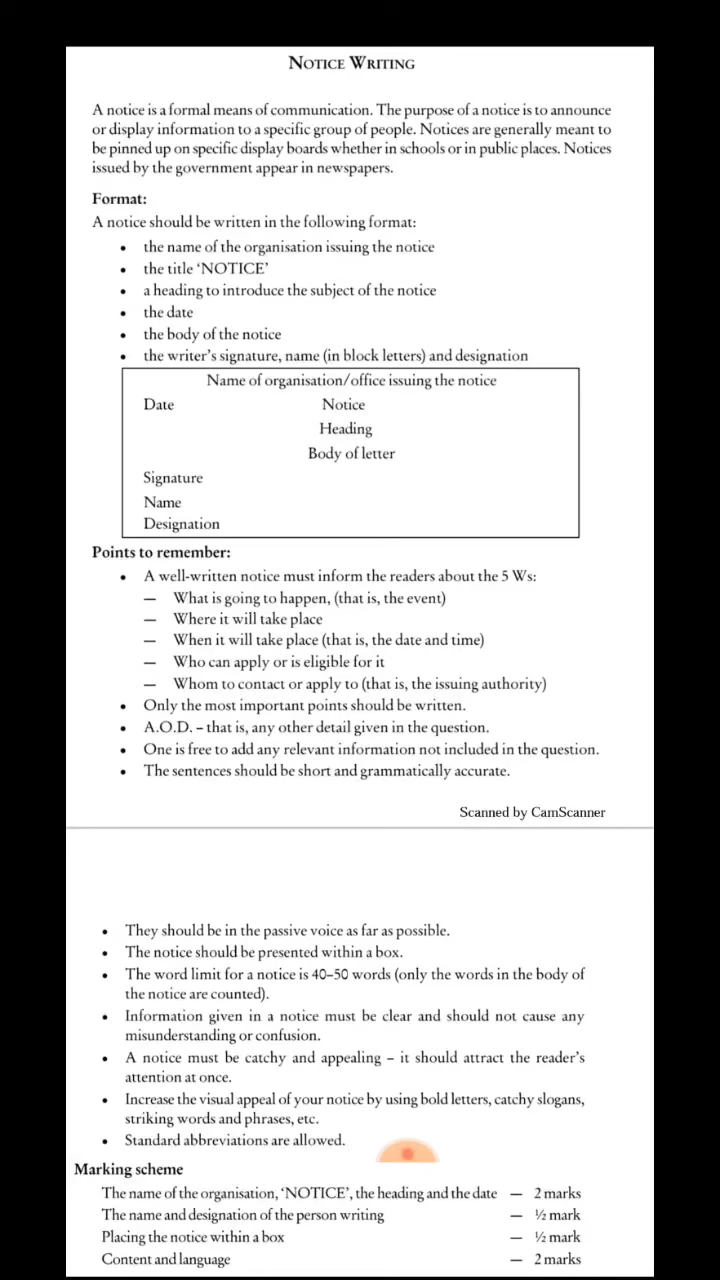 NOTICE WRITING
A notice is a formal means of communication. The purpose of a notice is to announce
or display information to a specific group of people. Notices are generally meant to
be pinned up on specific display boards whether in schools or in public places. Notices
issued by the government appear in newspapers.
Format:
A notice should be written in the following format:
• the name of the organisation issuing the notice
• the title ‘NOTICE’
• a heading to introduce the subject of the notice
• the date
• the body of the notice
• the writer’s signature, name (in block letters) and designation
Name of organisation/office issuing the notice
Date Notice
Heading
Body of letter
Signature
Name
Designation
Points to remember:
• A well-written notice must inform the readers about the 5 Ws:
— What is going to happen, (that is, the event)
— Where it will take place
— When it will take place (that is, the date and time)
— Who can apply or is eligible for it
— Whom to contact or apply to (that is, the issuing authority)
• Only the most important points should be written.
• A.O.D. – that is, any other detail given in the question.
• One is free to add any relevant information not included in the question.
• The sentences should be short and grammatically accurate.
Scanned by CamScanner
• They should be in the passive voice as far as possible.
• The notice should be presented within a box.
• The word limit for a notice is 40–50 words (only the words in the body of
the notice are counted).
• Information given in a notice must be clear and should not cause any
misunderstanding or confusion.
• A notice must be catchy and appealing – it should attract the reader’s
attention at once.
• Increase the visual appeal of your notice by using bold letters, catchy slogans,
striking words and phrases, etc.
• Standard abbreviations are allowed.
Marking scheme
The name of the organisation, ‘NOTICE’, the heading and the date — 2 marks
The name and designation of the person writing — ½ mark
Placing the notice within a box — ½ mark
Content and language — 2 marks